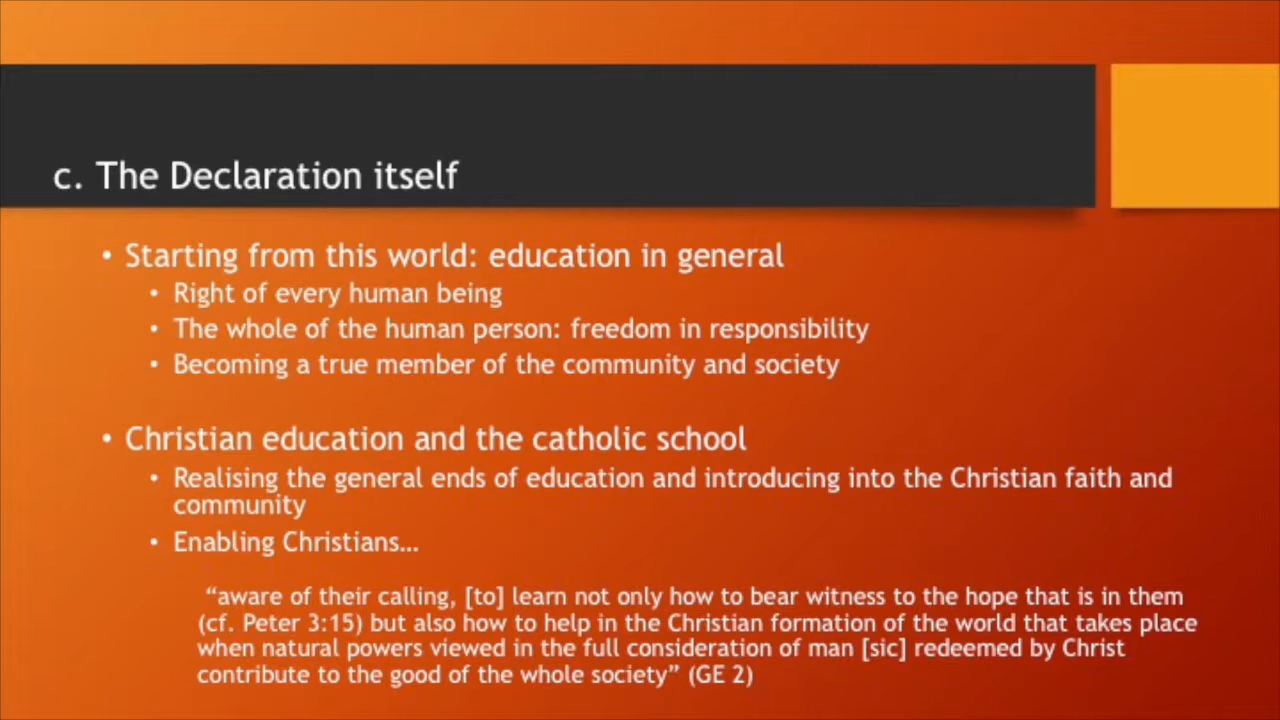 c. The Declaration itself
• Starting from this world: education in general
• Right of every human being
• The whole of the human person: freedom in responsibility
• Becoming a true member of the community and society
• Christian education and the catholic school
• Realising the general ends of education and introducing into the Christian faith and
community
• Enabling Christians…
“aware of their calling, [to] learn not only how to bear witness to the hope that is in them
(cf. Peter 3:15) but also how to help in the Christian formation of the world that takes place
when natural powers viewed in the full consideration of man [sic] redeemed by Christ
contribute to the good of the whole society” (GE 2)